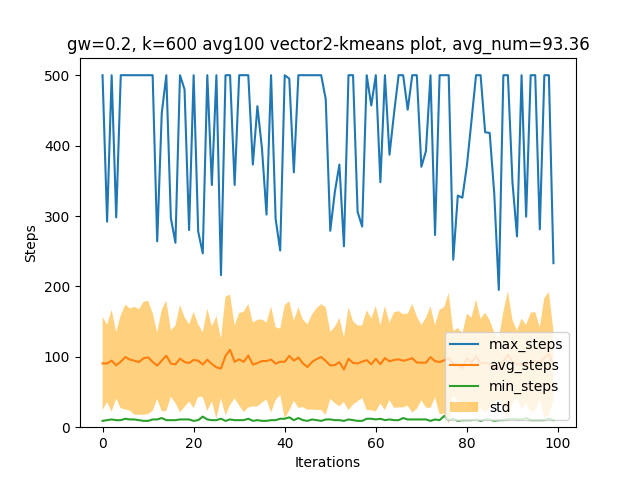 gw=0.2, k=600 avg100 vector2-kmeans plot, avg_num=93.36
500
400
300
200
100
0
Steps
max_steps
avg_steps
min_steps
std
0 20 40 60 80 100
Iterations